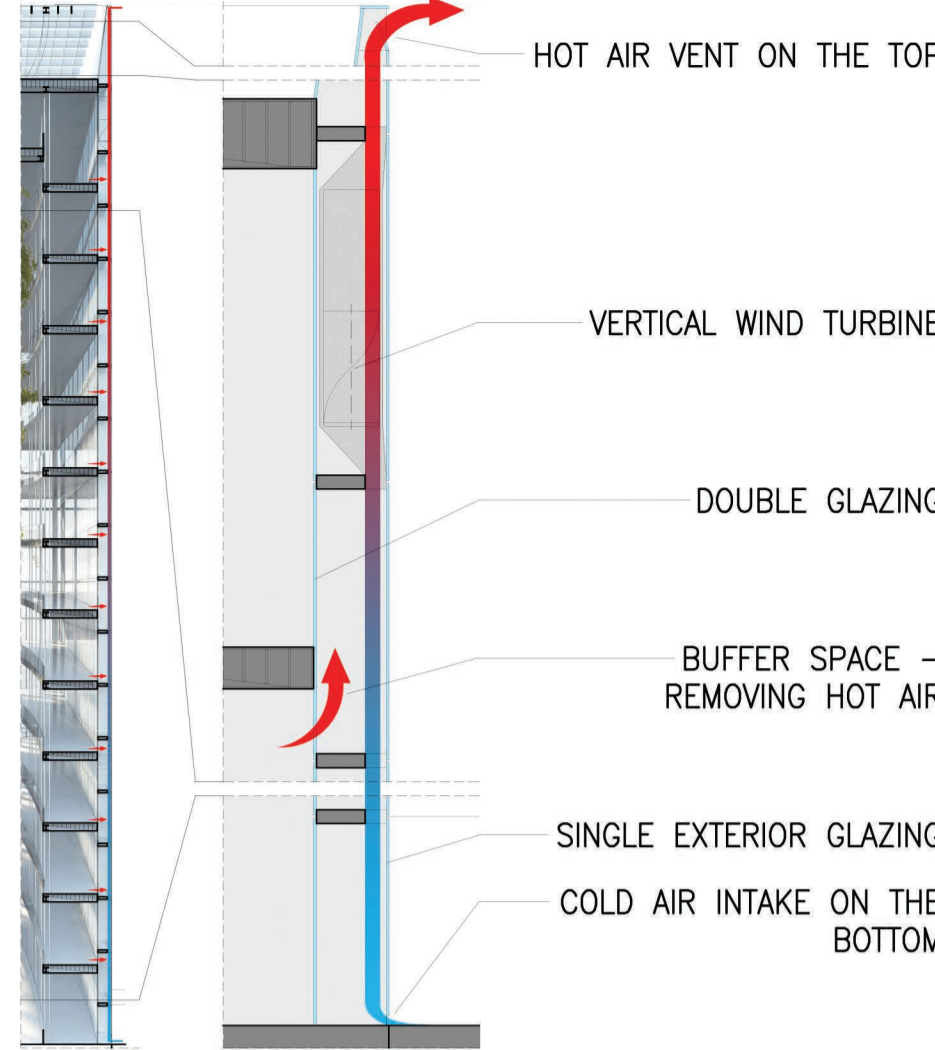 HOT AIR VENT ON THE TOP
VERTICAL WIND TURBINE
DOUBLE GLAZING
BUFFER SPACE –
REMOVING HOT AIR
SINGLE EXTERIOR GLAZING
COLD AIR INTAKE ON THE
BOTTOM